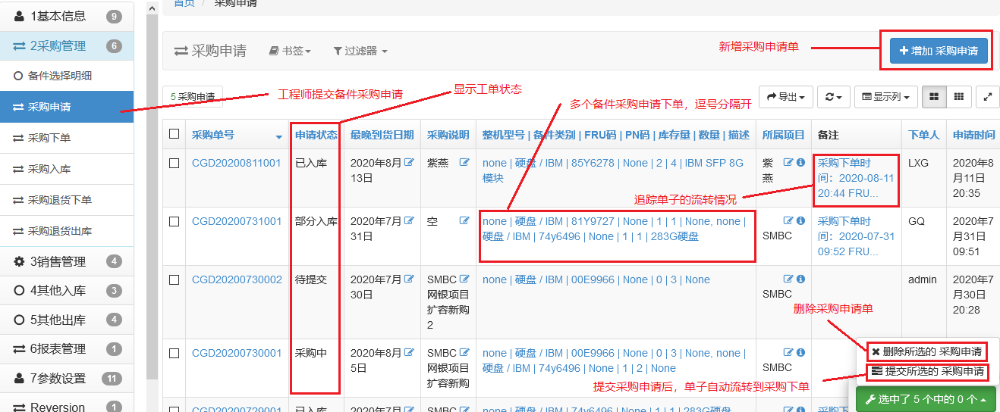 首页 / 采购申请
1基本信息 9
2采购管理 6
备件选择明细
采购申请
采购下单
采购入库
采购退货下单
采购退货出库
3销售管理 4
4其他入库 3
5其他出库 4
6报表管理 1
7参数设置 11
Reversion 1
采购申请 书签 过滤器
新增采购申请单
增加 采购申请
5 采购申请
工程师提交备件采购申请
显示工单状态
多个备件采购申请下单，逗号分隔开
导出
显示列
采购单号 申请状态 最晚到货日期 采购说明 整机型号 | 备件类别 | FRU码 | PN码 | 库存量 | 数量 | 描述 所属项目 备注 下单人 申请时间
CGD20200811001 已入库 2020年8月 紫燕 none | 硬盘 / IBM | 85Y6278 | None | 2 | 4 | IBM SFP 8G 紫 采购下单时 LXG 2020年8
13日 模块 燕 间：2020-08-11 月11日
20:44 FRU... 20:35
追踪单子的流转情况
CGD20200731001 部分入库 2020年7月 空 none | 硬盘 / IBM | 81Y9727 | None | 1 | 1 | None, none | 采购下单时 GQ 2020年7
31日 硬盘 / IBM | 74y6496 | None | 1 | 1 | 283G硬盘 SMBC 间：2020-07-31 月31日
09:52 FRU... 09:51
CGD20200730002 待提交 2020年7月 SMBC none | 硬盘 / IBM | 00E9966 | None | 0 | 3 | None admin 2020年7
30日 网银项目 SMBC 月30日
扩容新购 20:28
2
删除采购申请单
CGD20200730001 采购中 2020年8月 SMBC none | 硬盘 / IBM | 00E9966 | None | 0 | 3 | None, none |
5日 网银项目 硬盘 / IBM | 74y6496 | None | 1 | 2 | None SMBC
扩容新购
删除所选的 采购申请
提交所选的 采购申请
提交采购申请后，单子自动流转到采购下单
选中了 5 个中的 0 个
CGD20200729001 已入库 2020年8月 SMBC none | 硬盘 / IBM | 74y6496 | None | 1 | 1 | 283G硬盘 采购下